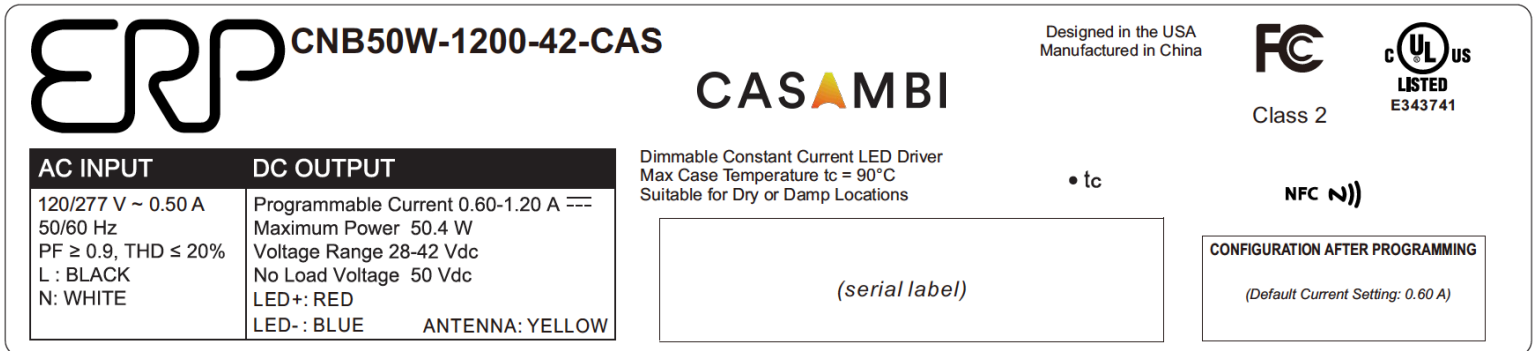 ERP
CNB50W-1200-42-CAS
CASAMBI
Designed in the USA
Manufactured in China
FC
Class 2
C UL US
®
LISTED
E343741
AC INPUT
120/277 V ~ 0.50 A
50/60 Hz
PF ≥ 0.9, THD ≤ 20%
L : BLACK
N: WHITE
DC OUTPUT
Programmable Current 0.60-1.20 A ⎓
Maximum Power 50.4 W
Voltage Range 28-42 Vdc
No Load Voltage 50 Vdc
LED+: RED
LED- : BLUE ANTENNA: YELLOW
Dimmable Constant Current LED Driver
Max Case Temperature tc = 90°C
Suitable for Dry or Damp Locations
• tc
(serial label)
NFC
CONFIGURATION AFTER PROGRAMMING
(Default Current Setting: 0.60 A)